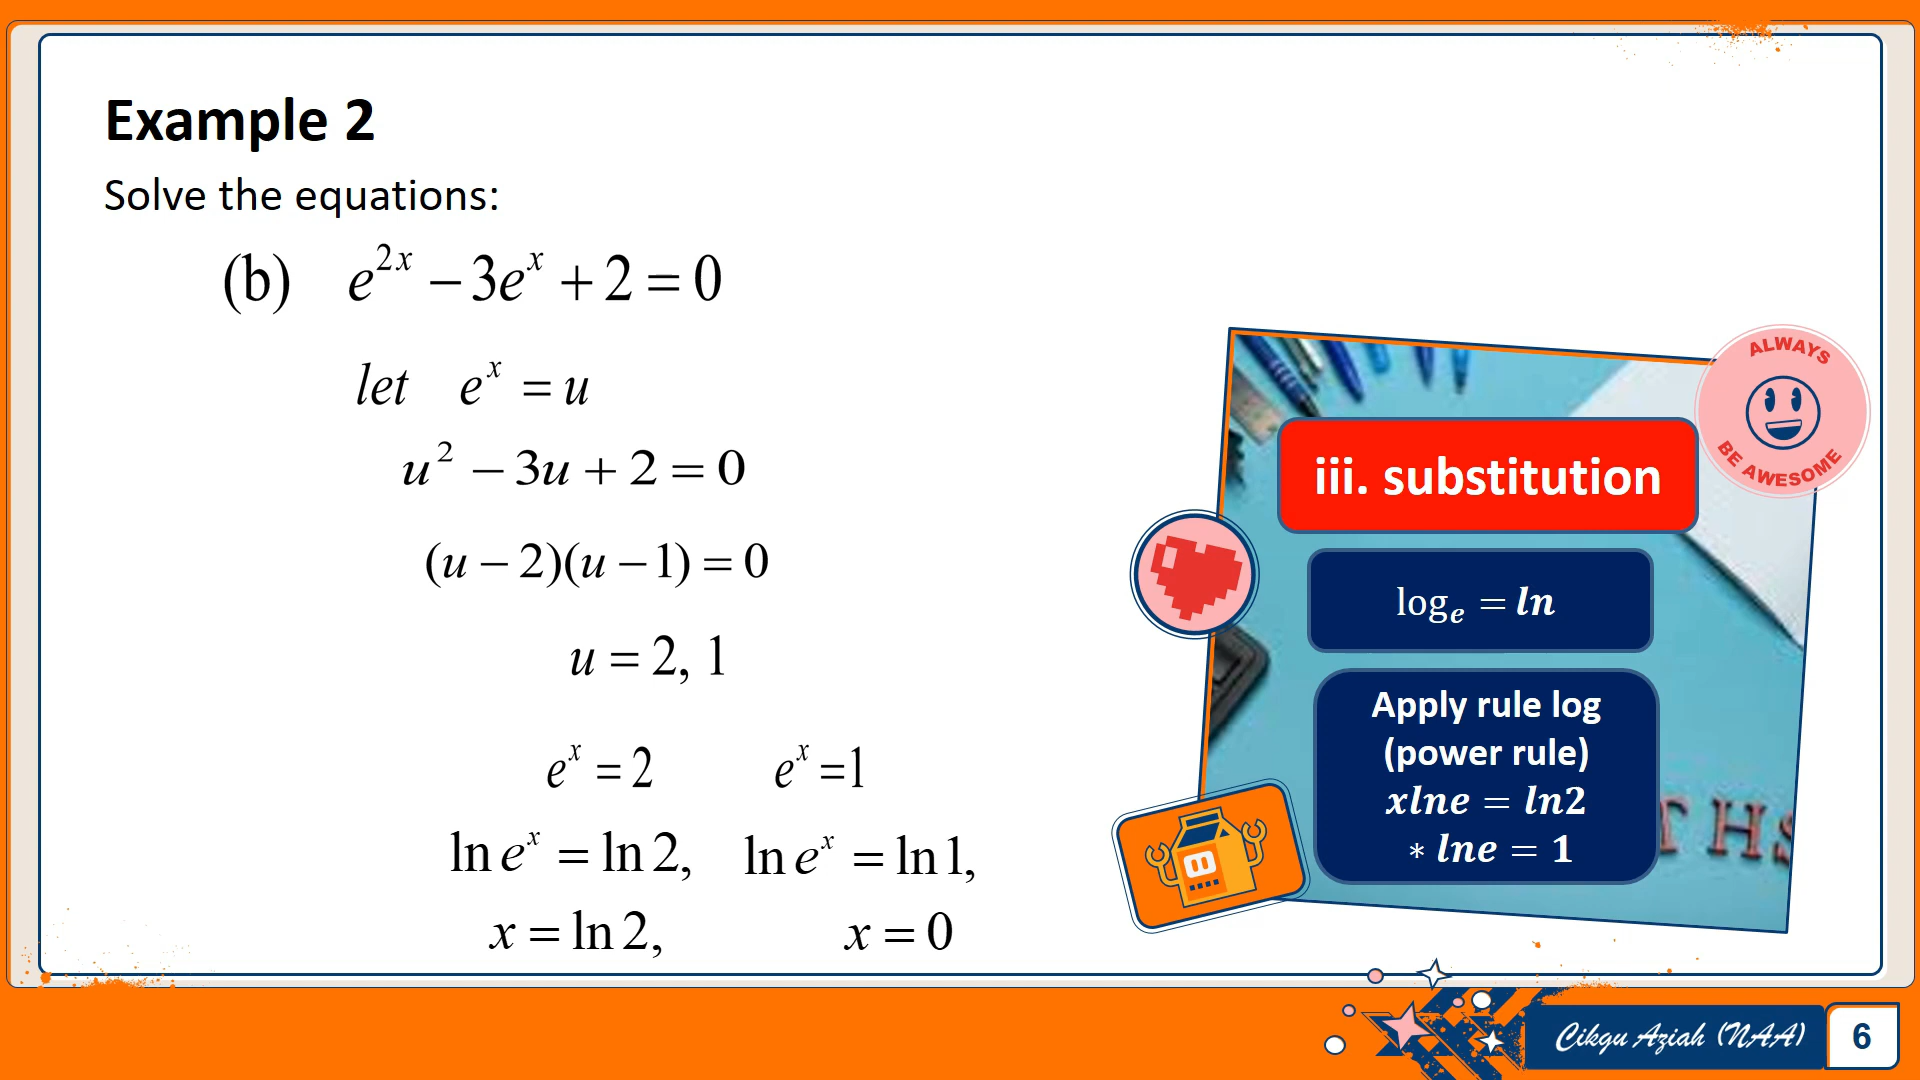 Example 2
Solve the equations:
(b) e^{2x} − 3e^x + 2 = 0
let e^x = u
u^2 − 3u + 2 = 0
(u − 2)(u − 1) = 0
u = 2, 1
e^x = 2 e^x =1
ln e^x = ln 2, ln e^x = ln 1,
x = ln 2, x = 0
ALWAYS
BE AWESOME
iii. substitution
log_e = ln
Apply rule log
(power rule)
xlne = ln2
* lne = 1
THS
Cikgu Aziah (NAA)
6